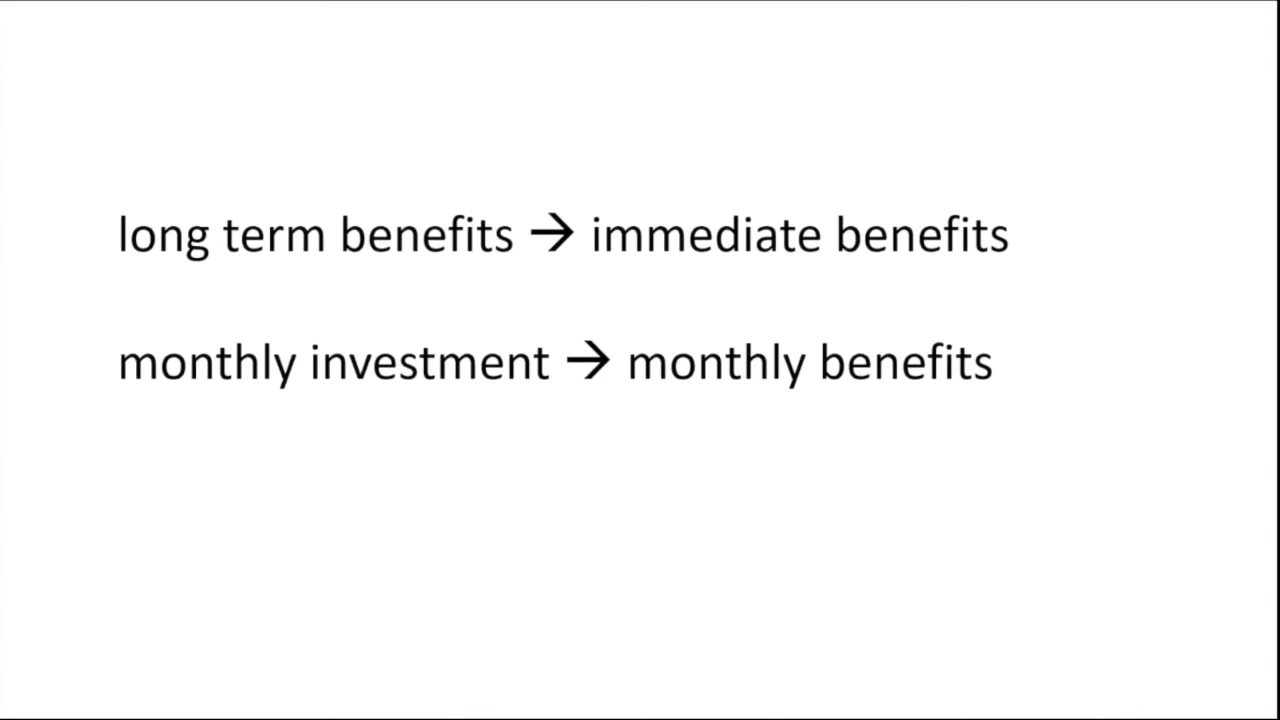 long term benefits → immediate benefits
monthly investment → monthly benefits